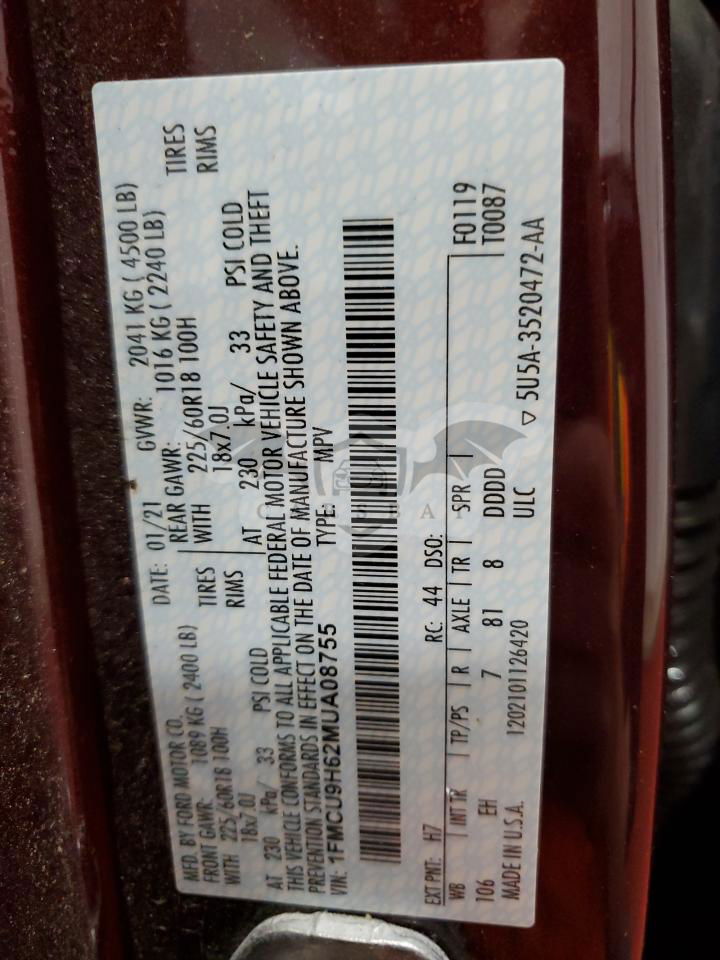 MFD. BY FORD MOTOR CO.
DATE: 01/21 GVWR: 2041 KG ( 4500 LB)
FRONT GAWR: 1089 KG ( 2400 LB) REAR GAWR: 1016 KG ( 2240 LB)
WITH 225/60R18 100H TIRES WITH 225/60R18 100H TIRES
18x7.0J RIMS 18x7.0J RIMS
AT 230 kPa/ 33 PSI COLD AT 230 kPa/ 33 PSI COLD
THIS VEHICLE CONFORMS TO ALL APPLICABLE FEDERAL MOTOR VEHICLE SAFETY AND THEFT
PREVENTION STANDARDS IN EFFECT ON THE DATE OF MANUFACTURE SHOWN ABOVE.
VIN: 1FMCU9H62MUA08755 TYPE: MPV
EXT PNT: H7 RC: 44 DSO: F0119
WB INT TR TP/PS R AXLE TR SPR T0087
106 EH 7 81 8 DDDD
MADE IN U.S.A. 1202101126420 ULC 5U5A-3520472-AA